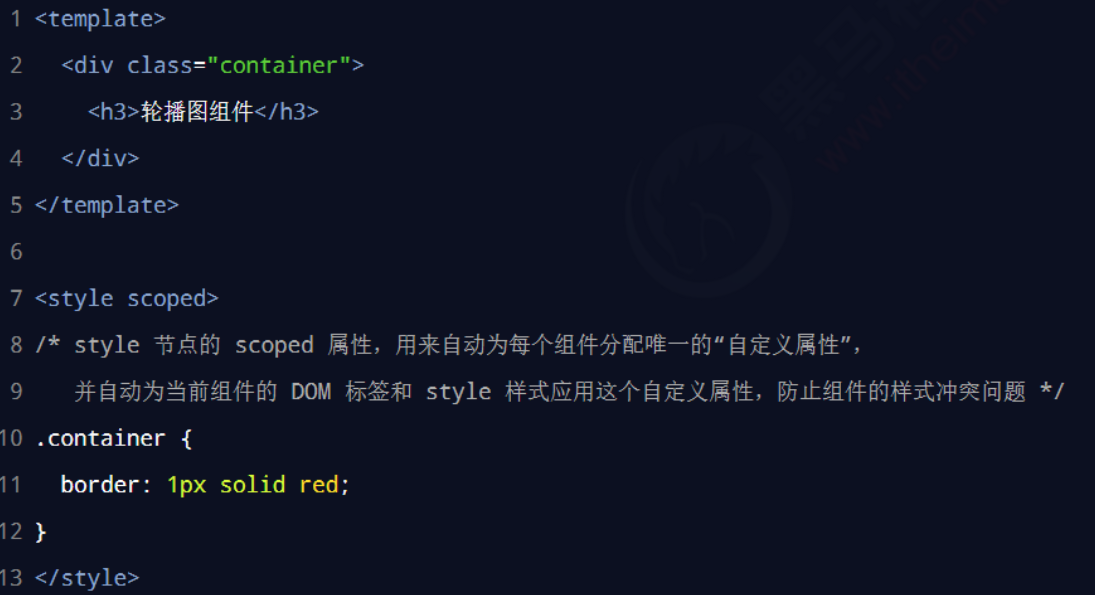 1 <template>
2   <div class="container">
3     <h3>轮播图组件</h3>
4   </div>
5 </template>
6
7 <style scoped>
8 /* style 节点的 scoped 属性，用来自动为每个组件分配唯一的“自定义属性”，
9    并自动为当前组件的 DOM 标签和 style 样式应用这个自定义属性，防止组件的样式冲突问题 */
10 .container {
11   border: 1px solid red;
12 }
13 </style>
黑马